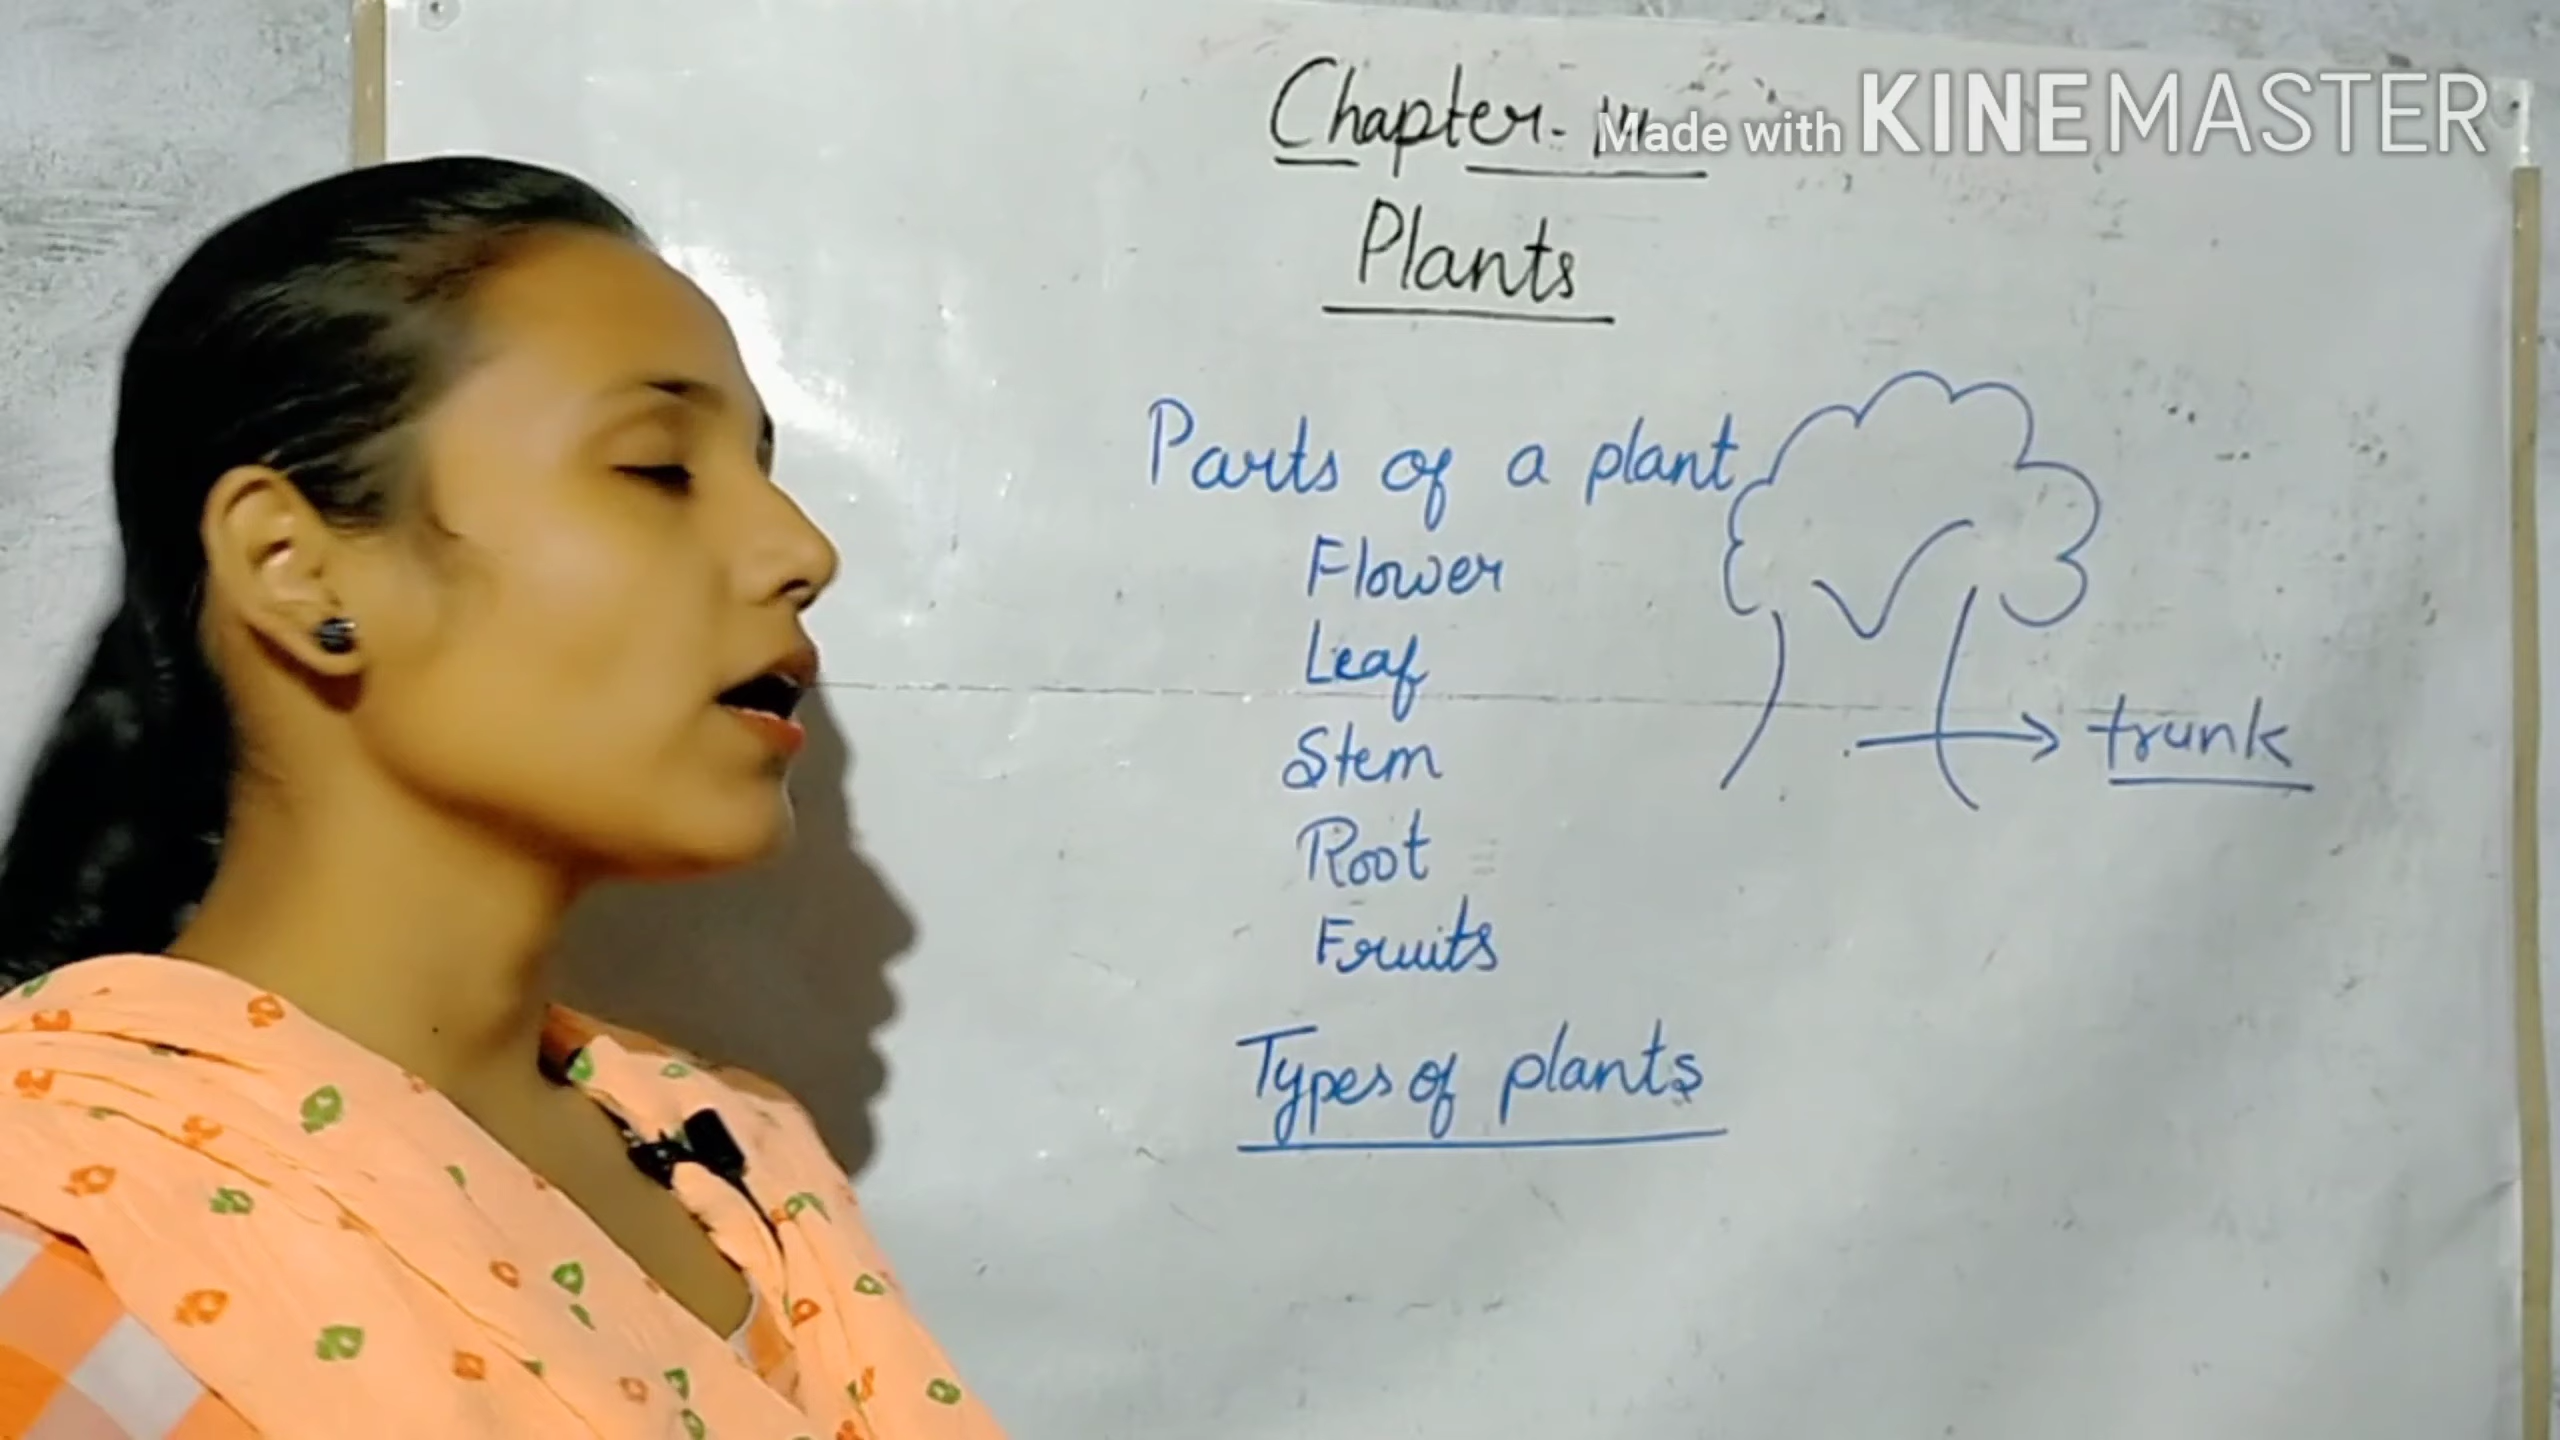 Chapter-
Made with KINEMASTER
Plants
Parts of a plant
Flower
Leaf
Stem
trunk
Root
Fruits
Types of plants